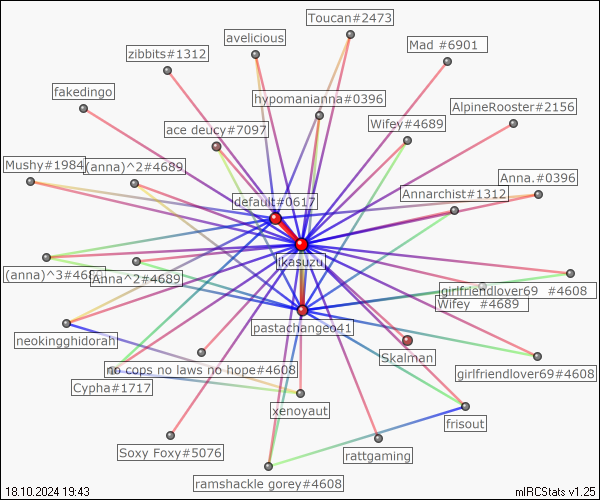 Toucan#2473
avelicious
Mad #6901
zibbits#1312
fakedingo
hypomanianna#0396
AlpineRooster#2156
ace deucy#7097
Wifey#4689
Mushy#1984
(anna)^2#4689
Anna.#0396
Annarchist#1312
default#0617
ikasuzu
(anna)^3#4689
Anna^2#4689
girlfriendlover69 #4608
Wifey #4689
pastachangeo41
neokingghidorah
Skalman
no cops no laws no hope#4608
girlfriendlover69#4608
Cypha#1717
xenoyaut
frisout
Soxy Foxy#5076
rattgaming
ramshackle gorey#4608
18.10.2024 19:43
mIRCStats v1.25